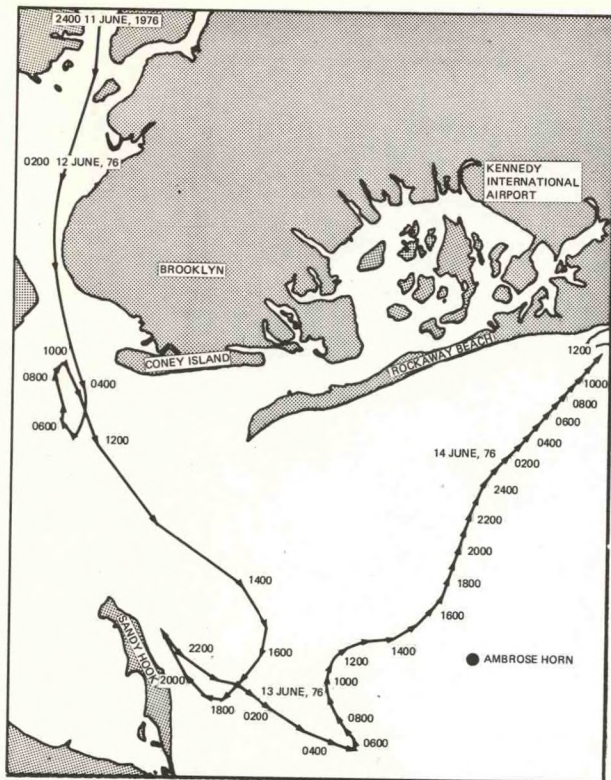 2400 11 JUNE, 1976
0200 12 JUNE, 76
KENNEDY
INTERNATIONAL
AIRPORT
BROOKLYN
CONEY ISLAND
ROCKAWAY BEACH
1000
0800
0400
0600
1200
1200
1000
0800
0600
0400
0200
14 JUNE, 76
2400
2200
2000
1800
1600
1400
1200
1000
0800
0600
1400
1600
SANDY HOOK
2200
2000
1800
13 JUNE, 76
0200
0400
AMBROSE HORN